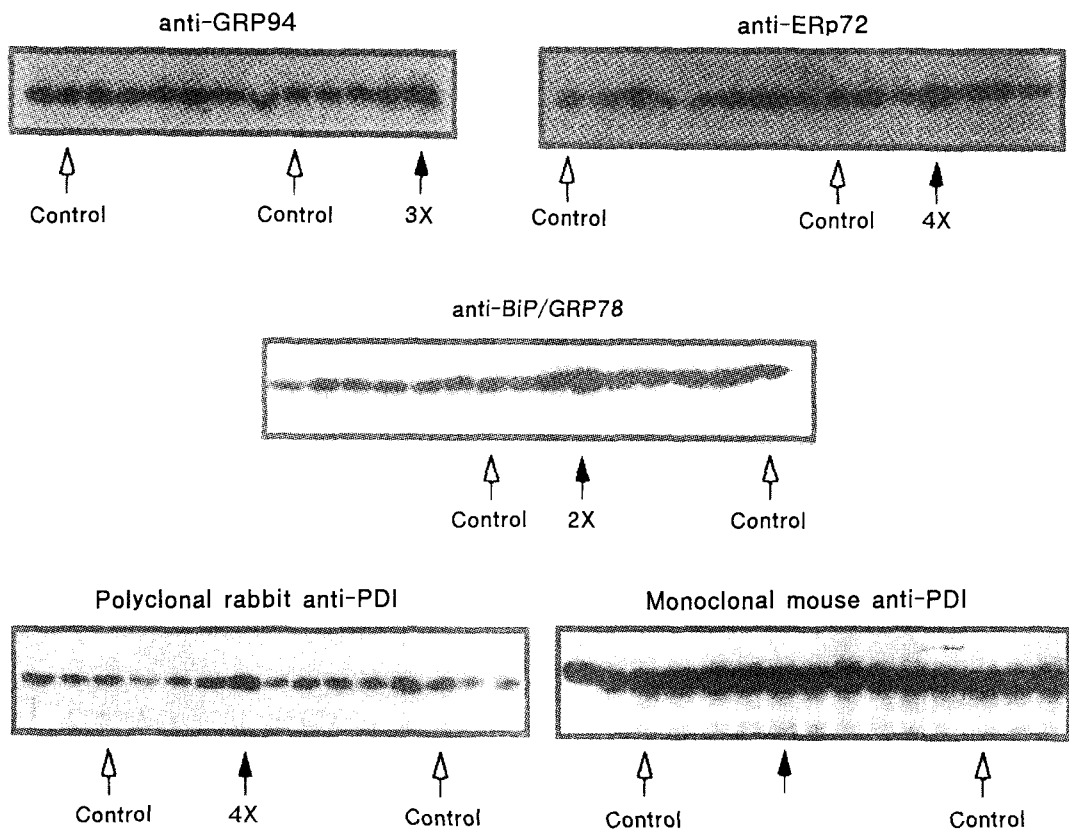 anti-GRP94
anti-ERp72
Control
Control
3X
Control
Control
4X
anti-BiP/GRP78
Control
2X
Control
Polyclonal rabbit anti-PDI
Monoclonal mouse anti-PDI
Control
4X
Control
Control
Control